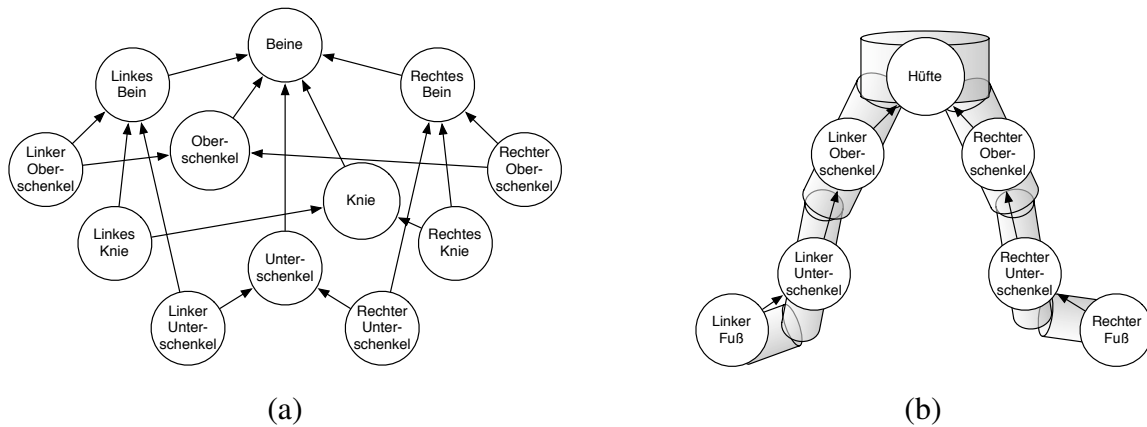 Beine
Linkes
Bein
Rechtes
Bein
Ober-
schenkel
Linker
Ober-
schenkel
Rechter
Ober-
schenkel
Knie
Linkes
Knie
Rechtes
Knie
Unter-
schenkel
Linker
Unter-
schenkel
Rechter
Unter-
schenkel
(a)
Hüfte
Linker
Ober-
schenkel
Rechter
Ober-
schenkel
Linker
Unter-
schenkel
Rechter
Unter-
schenkel
Linker
Fuß
Rechter
Fuß
(b)